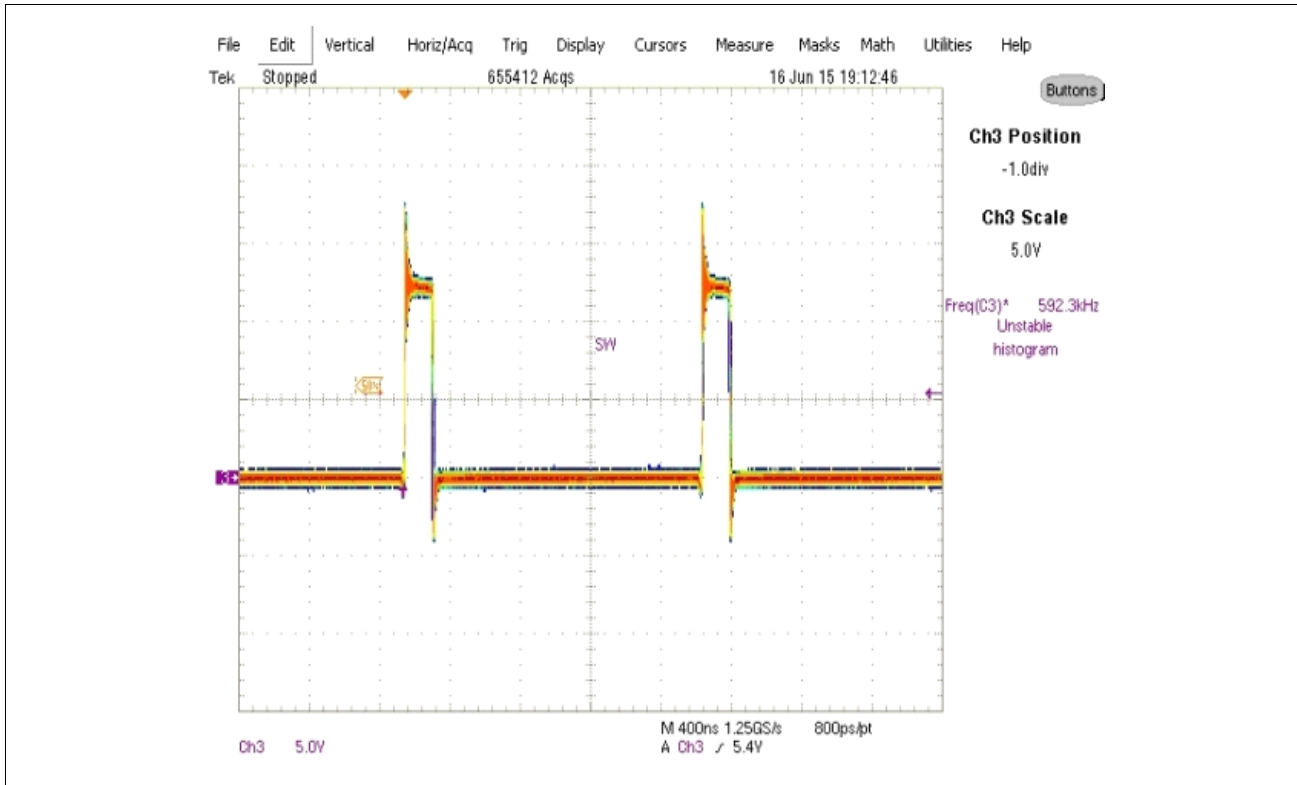 File Edit Vertical Horiz/Acq Trig Display Cursors Measure Masks Math Utilities Help
Tek Stopped 655412 Acqs 16 Jun 15 19:12:46
Buttons
Ch3 Position
-1.0div
Ch3 Scale
5.0V
Freq(C3)* 592.3kHz
Unstable
histogram
SW
50%
3
M 400ns 1.25GS/s 800ps/pt
Ch3 5.0V
A Ch3 5.4V